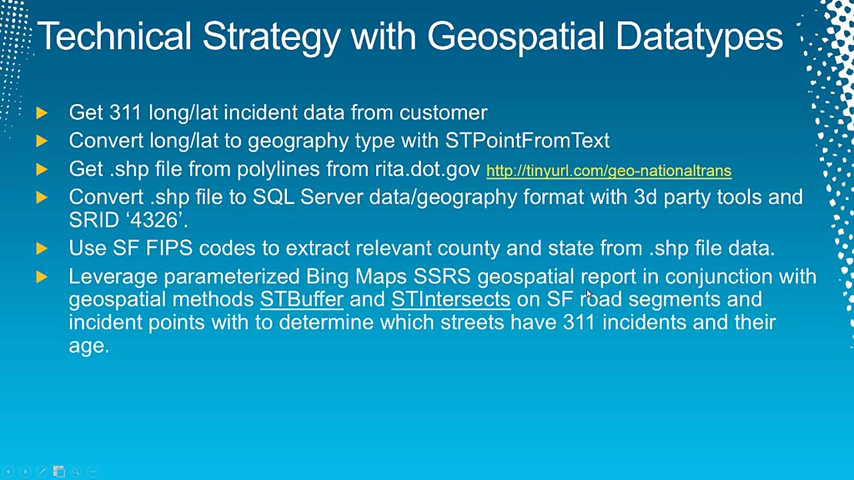 Technical Strategy with Geospatial Datatypes
Get 311 long/lat incident data from customer
Convert long/lat to geography type with STPointFromText
Get .shp file from polylines from rita.dot.gov http://tinyurl.com/geo-nationaltrans
Convert .shp file to SQL Server data/geography format with 3d party tools and
SRID ‘4326’.
Use SF FIPS codes to extract relevant county and state from .shp file data.
Leverage parameterized Bing Maps SSRS geospatial report in conjunction with
geospatial methods STBuffer and STIntersects on SF road segments and
incident points with to determine which streets have 311 incidents and their
age.